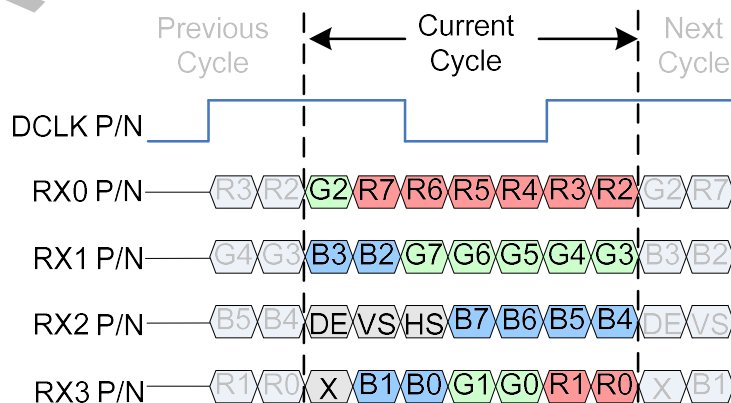 Previous Cycle
Current Cycle
Next Cycle
DCLK P/N
RX0 P/N R3 R2 G2 R7 R6 R5 R4 R3 R2 G2 R7
RX1 P/N G4 G3 B3 B2 G7 G6 G5 G4 G3 B3 B2
RX2 P/N B5 B4 DE VS HS B7 B6 B5 B4 DE VS
RX3 P/N R1 R0 X B1 B0 G1 G0 R1 R0 X B1